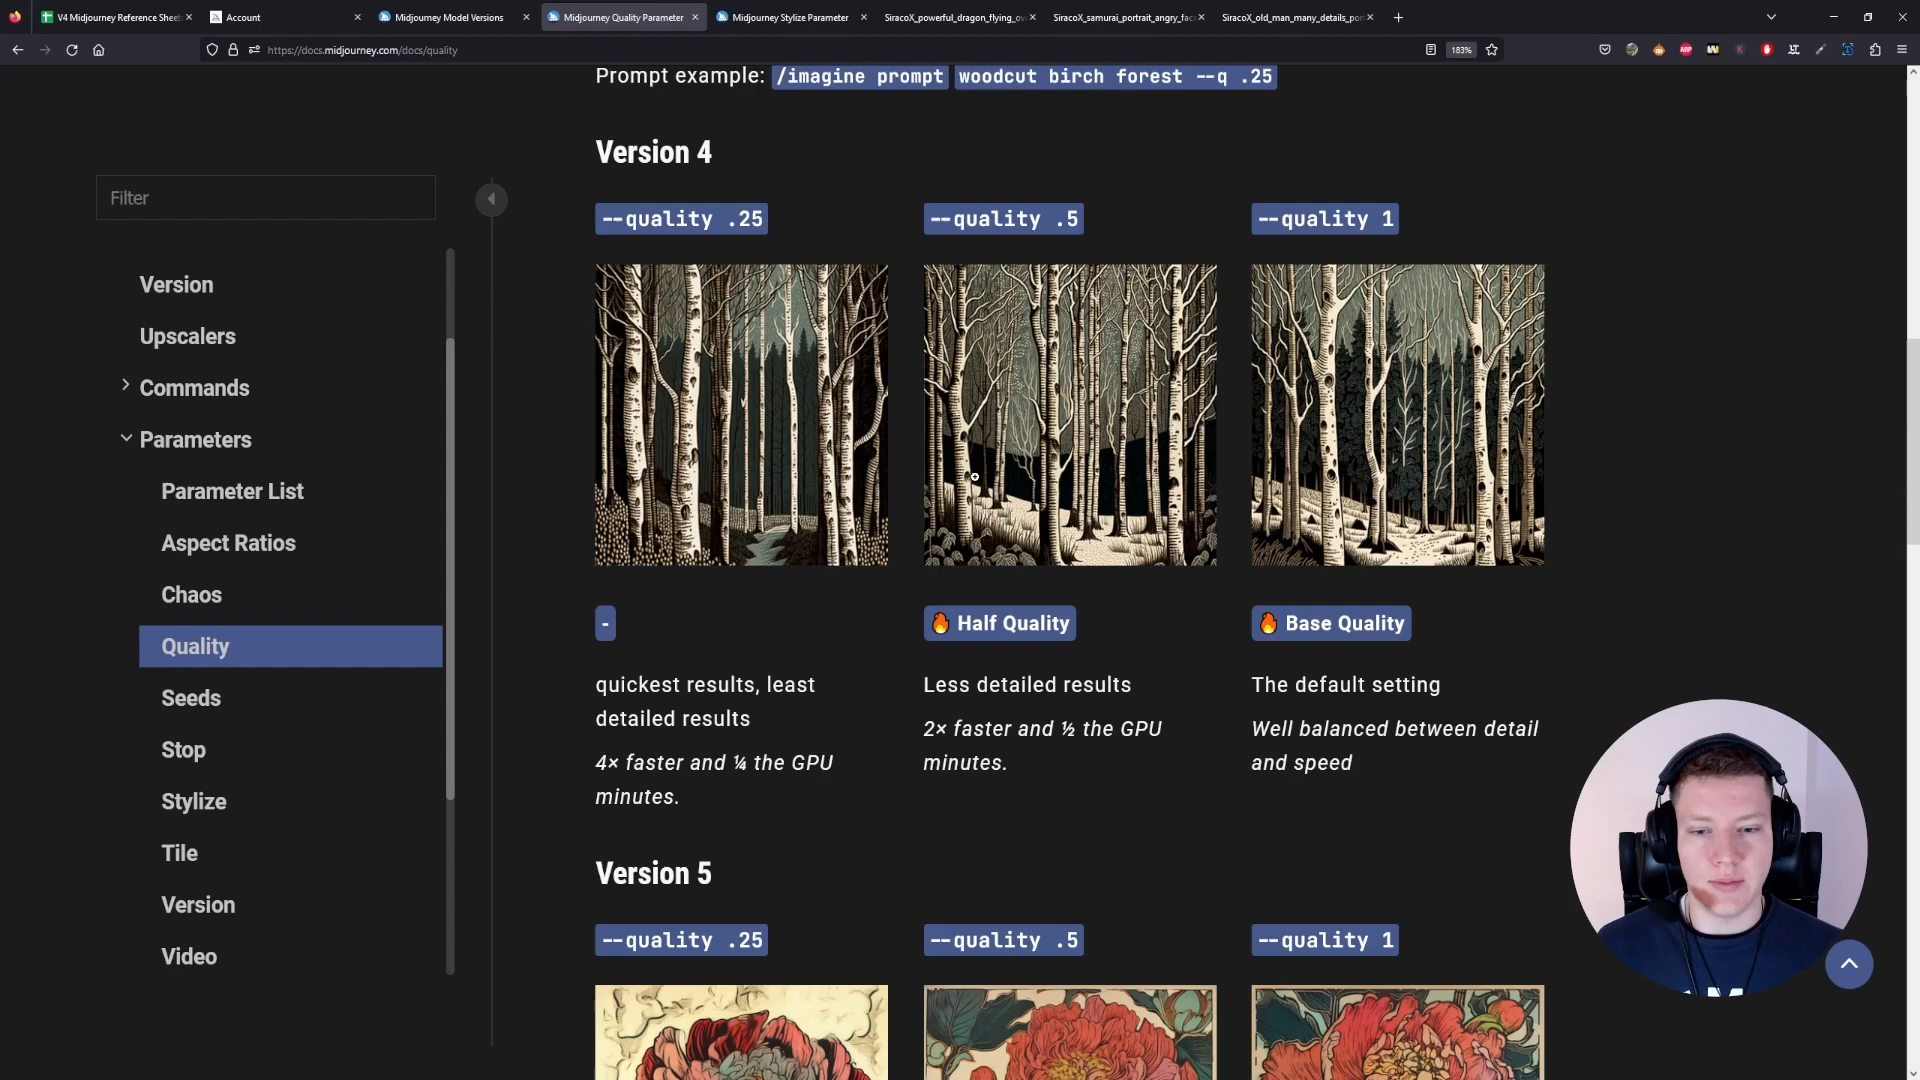 V4 Midjourney Reference Sheet
Account
Midjourney Model Versions
Midjourney Quality Parameter
Midjourney Stylize Parameter
SiracoX_powerful_dragon_flying_ov
SiracoX_samurai_portrait_angry_fac
SiracoX_old_man_many_details_por
https://docs.midjourney.com/docs/quality
183%
Prompt example: /imagine prompt woodcut birch forest --q .25
Filter
Version
Upscalers
Commands
Parameters
Parameter List
Aspect Ratios
Chaos
Quality
Seeds
Stop
Stylize
Tile
Version
Video
Version 4
--quality .25
--quality .5
--quality 1
-
🔥 Half Quality
🔥 Base Quality
quickest results, least
detailed results
4× faster and ¼ the GPU
minutes.
Less detailed results
2× faster and ½ the GPU
minutes.
The default setting
Well balanced between detail
and speed
Version 5
--quality .25
--quality .5
--quality 1